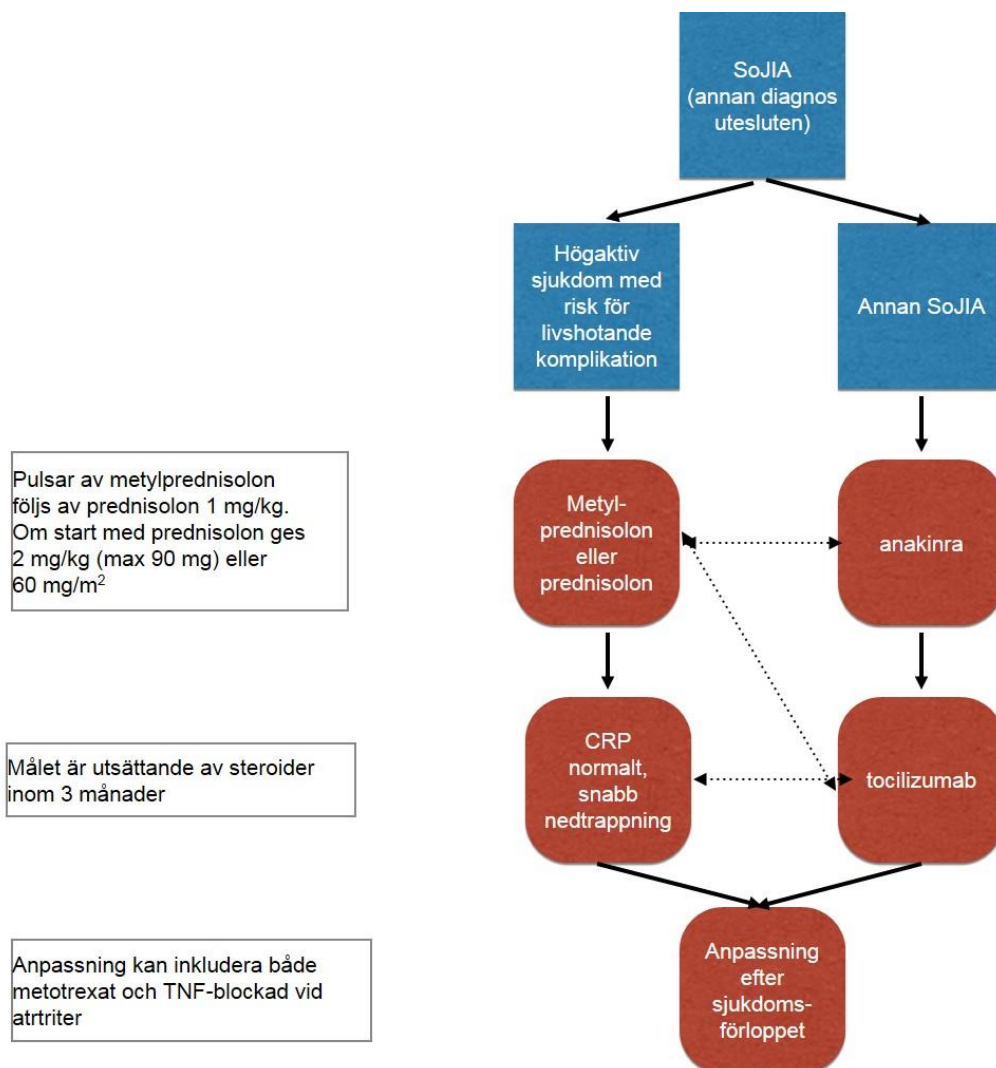 SoJIA
(annan diagnos
utesluten)
Högaktiv
sjukdom med
risk för
livshotande
komplikation
Annan SoJIA
Pulsar av metylprednisolon
följs av prednisolon 1 mg/kg.
Om start med prednisolon ges
2 mg/kg (max 90 mg) eller
60 mg/m²
Metyl-
prednisolon
eller
prednisolon
anakinra
Målet är utsättande av steroider
inom 3 månader
CRP
normalt,
snabb
nedtrappning
tocilizumab
Anpassning kan inkludera både
metotrexat och TNF-blockad vid
atrtriter
Anpassning
efter
sjukdoms-
förloppet